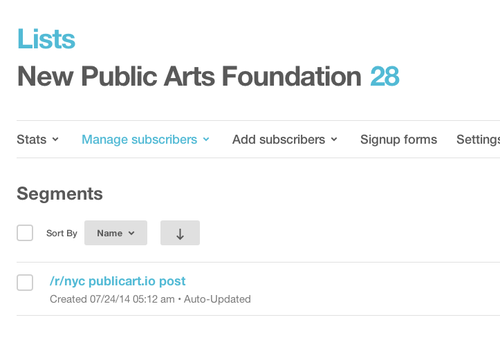 Lists
New Public Arts Foundation 28
Stats Manage subscribers Add subscribers Signup forms Settings
Segments
Sort By Name
/r/nyc publicart.io post
Created 07/24/14 05:12 am • Auto-Updated